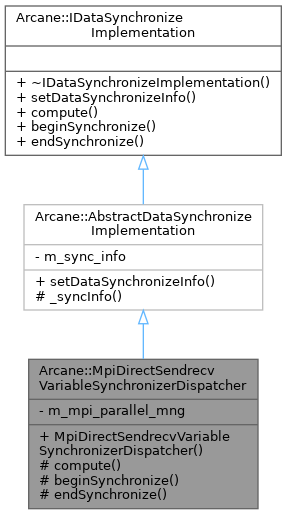 Arcane::IDataSynchronize
Implementation
+ ~IDataSynchronizeImplementation()
+ setDataSynchronizeInfo()
+ compute()
+ beginSynchronize()
+ endSynchronize()
Arcane::AbstractDataSynchronize
Implementation
- m_sync_info
+ setDataSynchronizeInfo()
# _syncInfo()
Arcane::MpiDirectSendrecv
VariableSynchronizerDispatcher
- m_mpi_parallel_mng
+ MpiDirectSendrecvVariable
SynchronizerDispatcher()
# compute()
# beginSynchronize()
# endSynchronize()